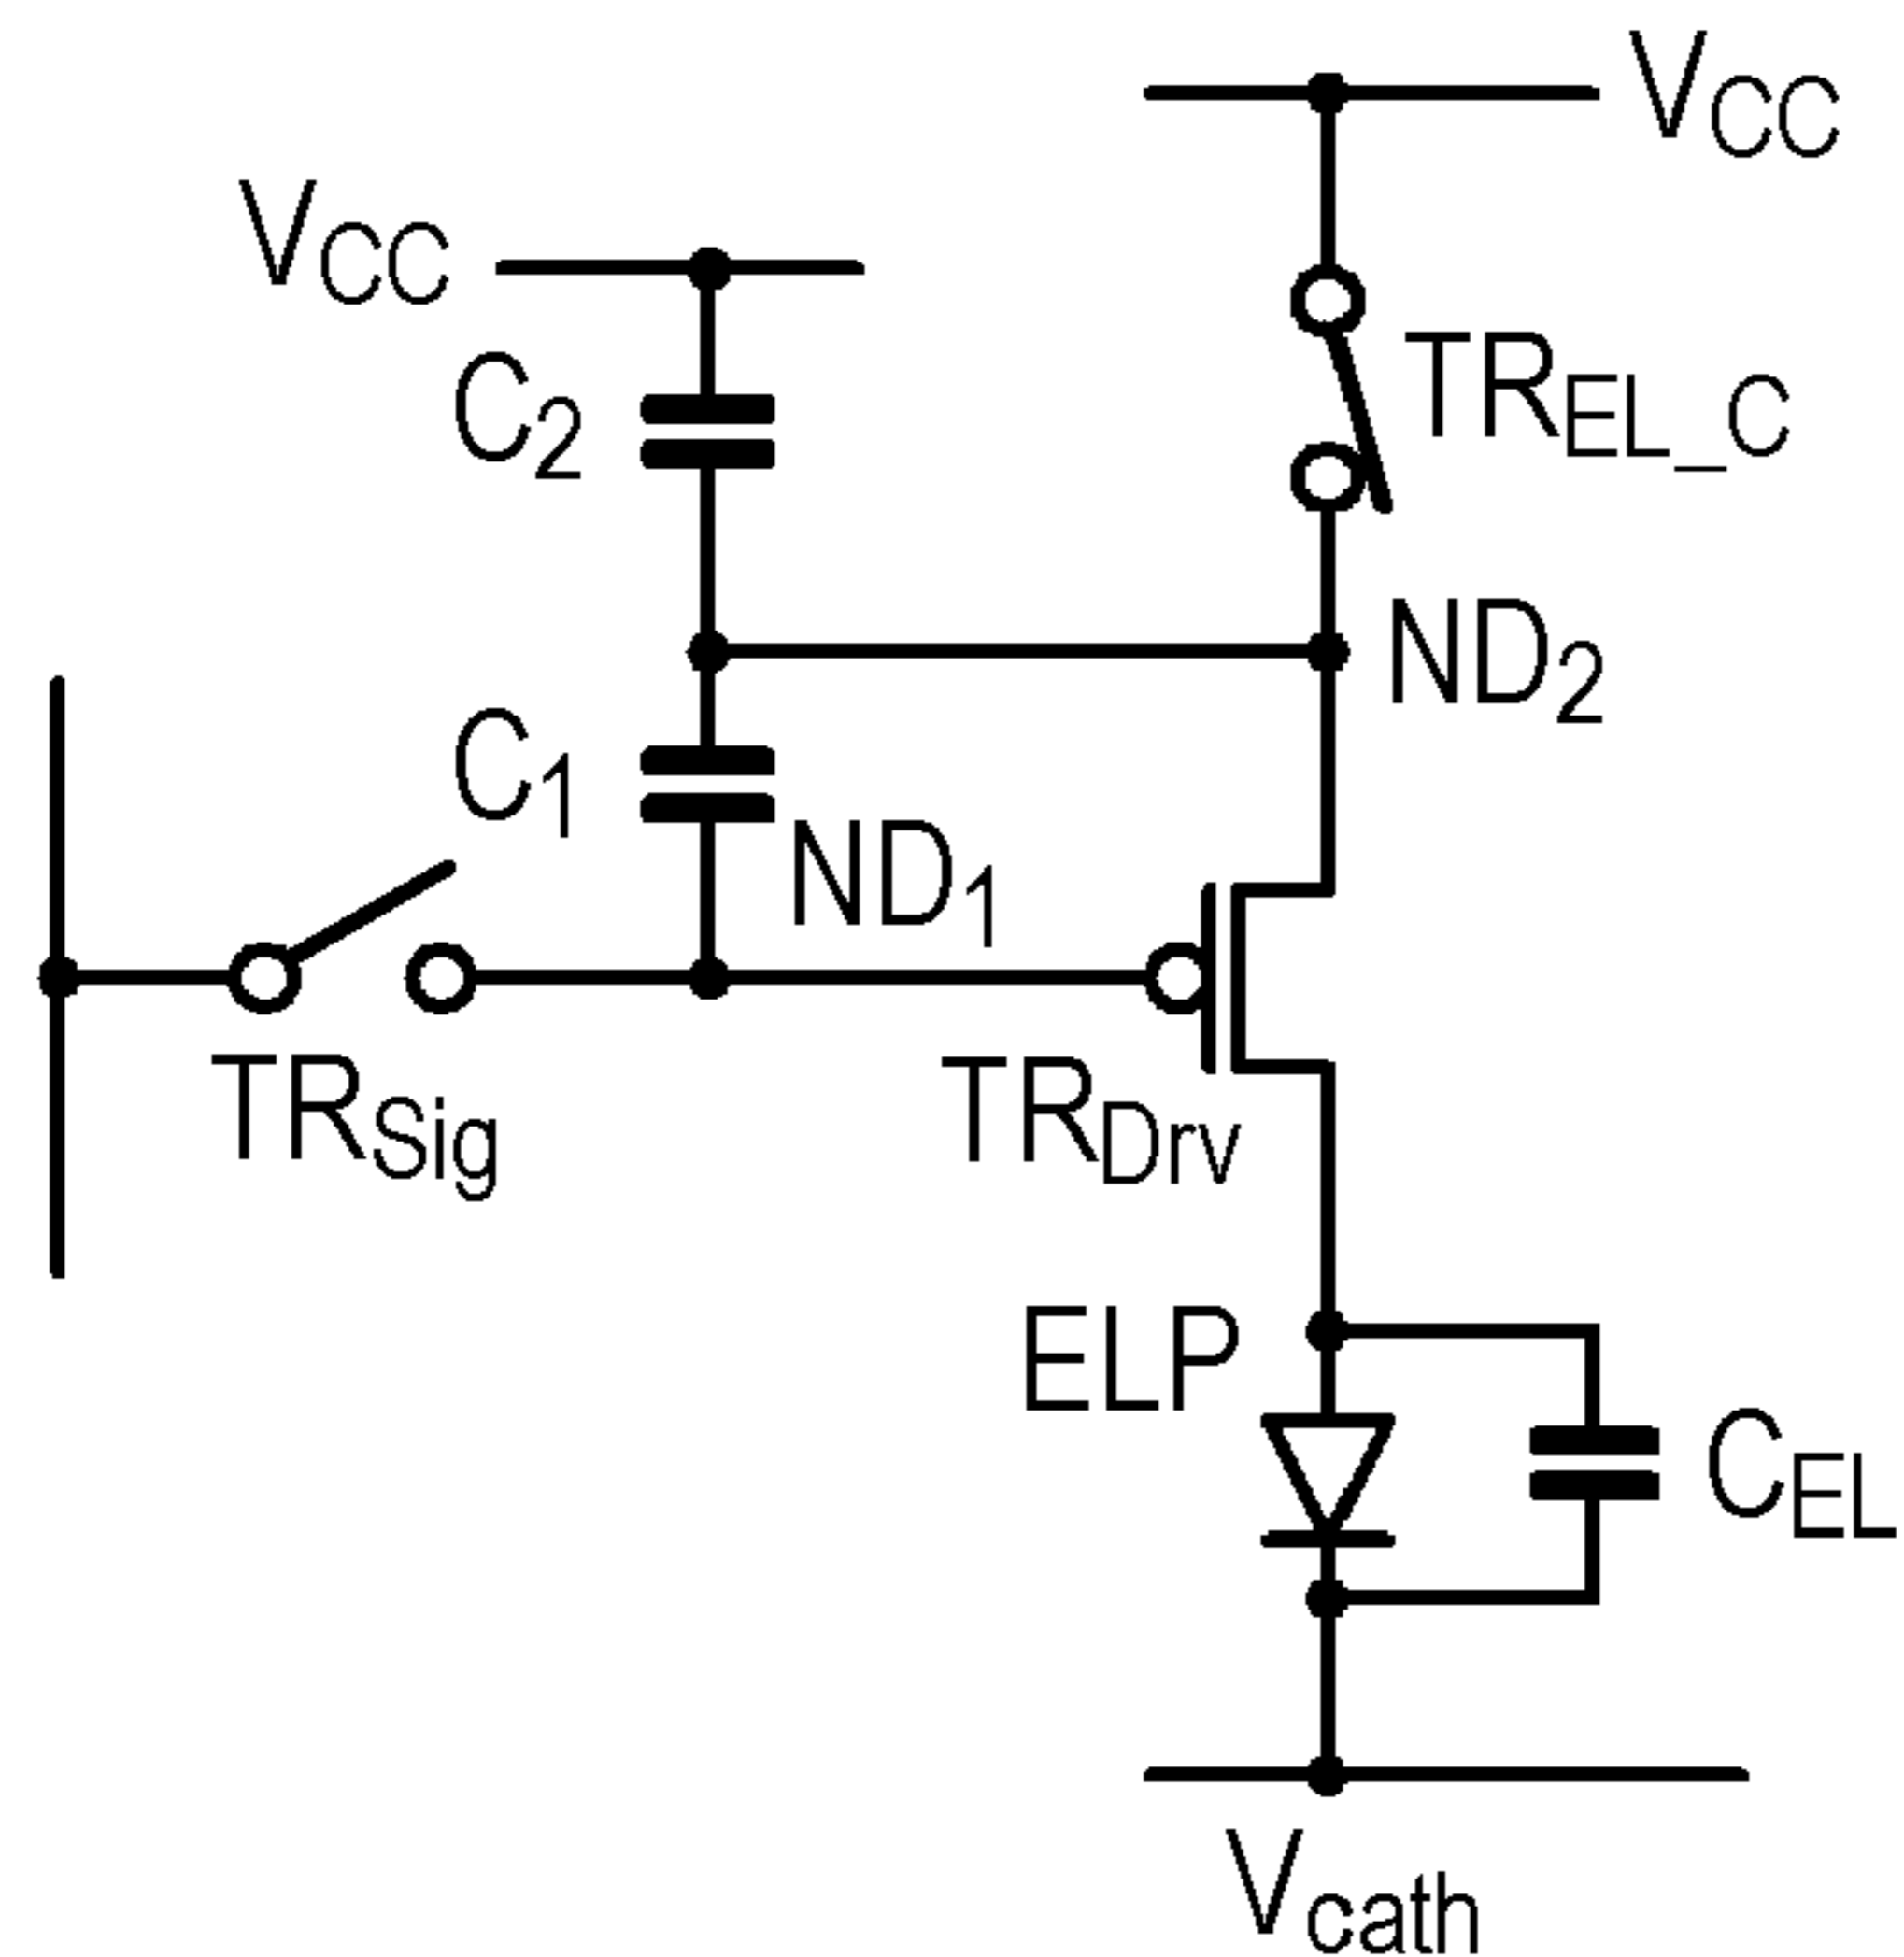 VCC
VCC
C2
TREL_C
ND2
C1
ND1
TRSig
TRDrv
ELP
CEL
Vcath